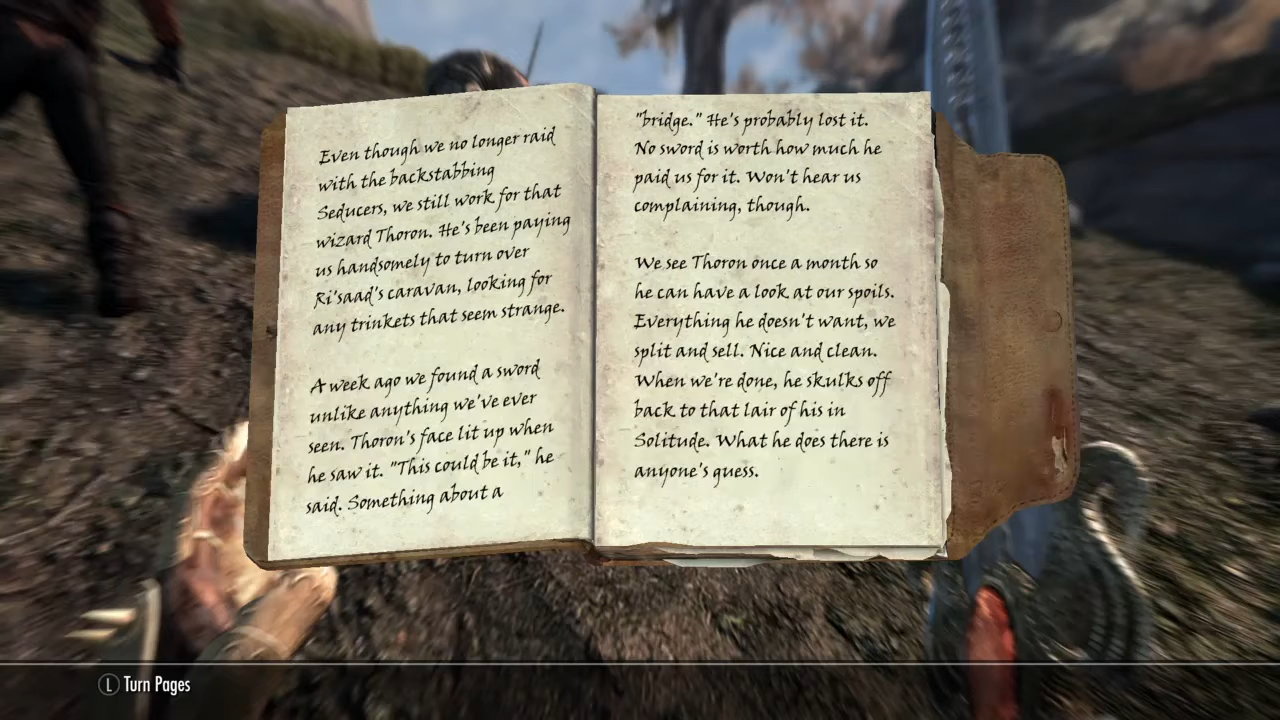 Even though we no longer raid
with the backstabbing
Seducers, we still work for that
wizard Thoron. He's been paying
us handsomely to turn over
Ri'saad's caravan, looking for
any trinkets that seem strange.
A week ago we found a sword
unlike anything we've ever
seen. Thoron's face lit up when
he saw it. "This could be it," he
said. Something about a
"bridge." He's probably lost it.
No sword is worth how much he
paid us for it. Won't hear us
complaining, though.
We see Thoron once a month so
he can have a look at our spoils.
Everything he doesn't want, we
split and sell. Nice and clean.
When we're done, he skulks off
back to that lair of his in
Solitude. What he does there is
anyone's guess.
L Turn Pages